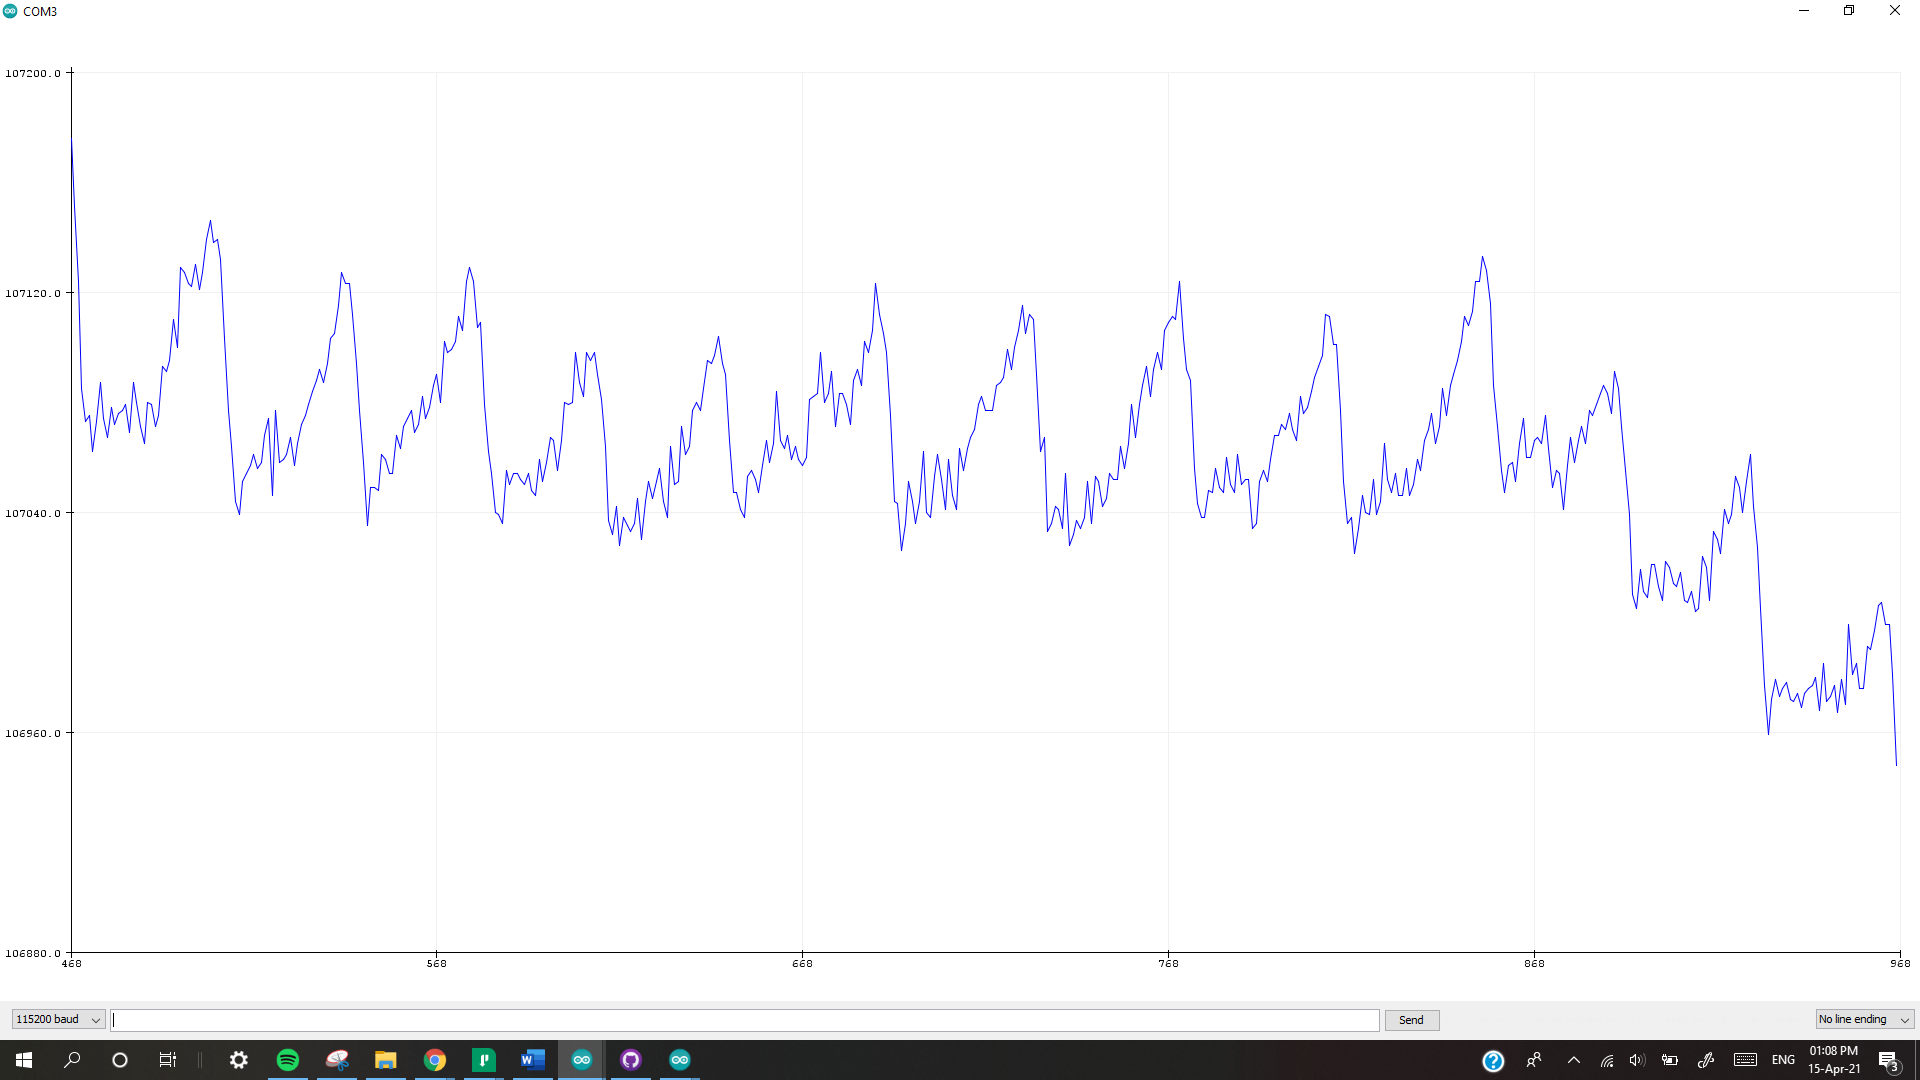 COM3
107200.0
107120.0
107040.0
106960.0
106880.0
468 568 668 768 868 968
115200 baud Send No line ending
W ? ENG 01:08 PM
15-Apr-21 3